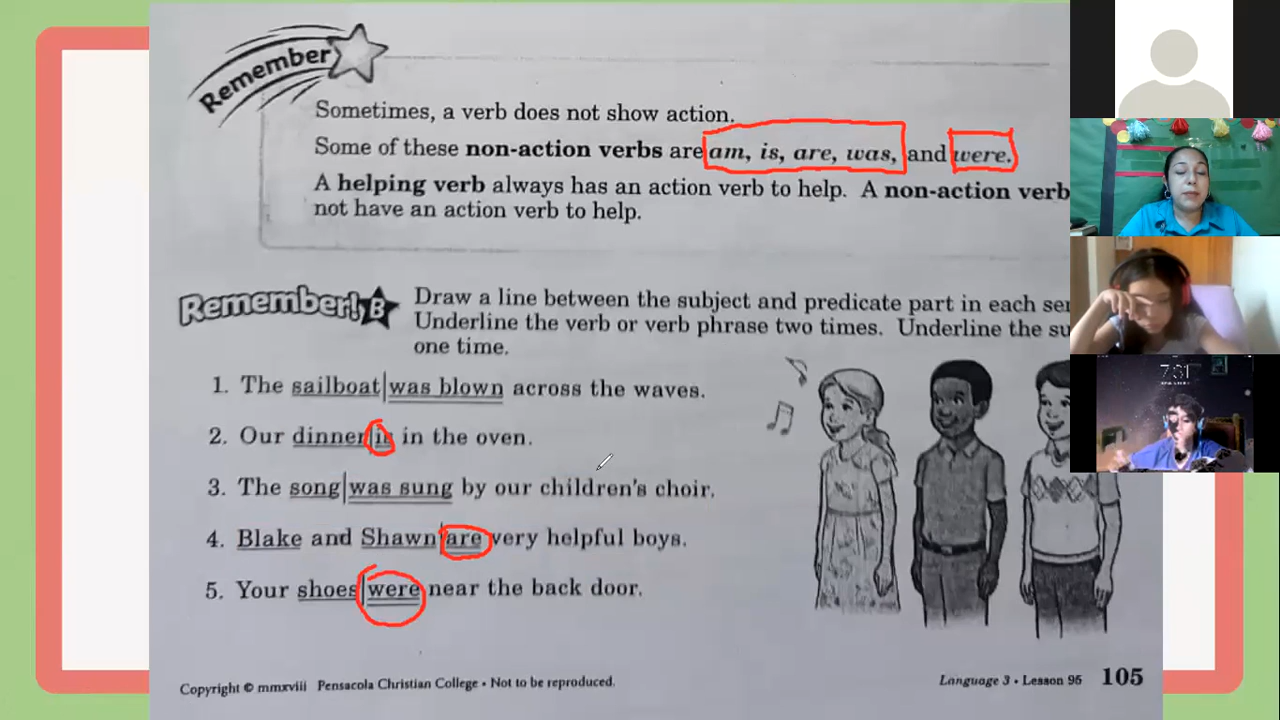 Remember
Sometimes, a verb does not show action.
Some of these non-action verbs are am, is, are, was, and were.
A helping verb always has an action verb to help. A non-action verb
not have an action verb to help.
Remember! B
Draw a line between the subject and predicate part in each
Underline the verb or verb phrase two times. Underline the
one time.
1. The sailboat was blown across the waves.
2. Our dinner is in the oven.
3. The song was sung by our children's choir.
4. Blake and Shawn are very helpful boys.
5. Your shoes were near the back door.
Copyright © mmxviii Pensacola Christian College • Not to be reproduced.
Language 3 • Lesson 95 105